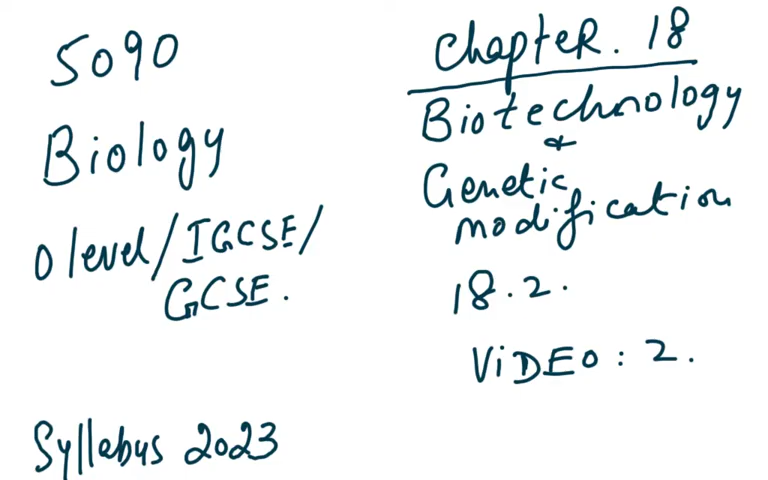 5090
Biology
O level/IGCSE/
GCSE.
Syllabus 2023
Chapter. 18
Biotechnology
&
Genetic
modification
18.2.
ViDEO: 2.